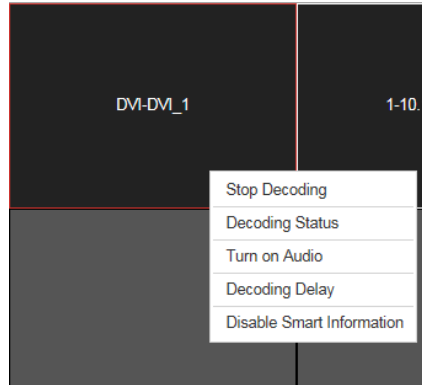 DVI-DVI_1
1-10.
Stop Decoding
Decoding Status
Turn on Audio
Decoding Delay
Disable Smart Information